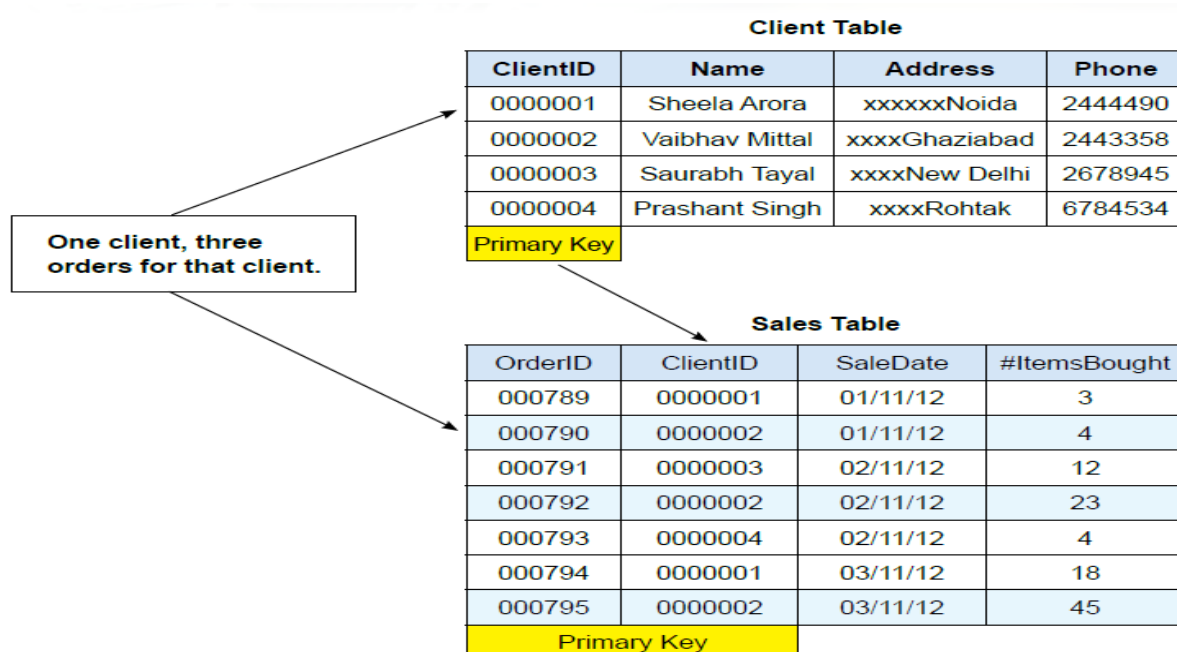 Client Table
ClientID Name Address Phone
0000001 Sheela Arora xxxxxxNoida 2444490
0000002 Vaibhav Mittal xxxxGhaziabad 2443358
0000003 Saurabh Tayal xxxxNew Delhi 2678945
0000004 Prashant Singh xxxxRohtak 6784534
Primary Key
One client, three
orders for that client.
Sales Table
OrderID ClientID SaleDate #ItemsBought
000789 0000001 01/11/12 3
000790 0000002 01/11/12 4
000791 0000003 02/11/12 12
000792 0000002 02/11/12 23
000793 0000004 02/11/12 4
000794 0000001 03/11/12 18
000795 0000002 03/11/12 45
Primary Key